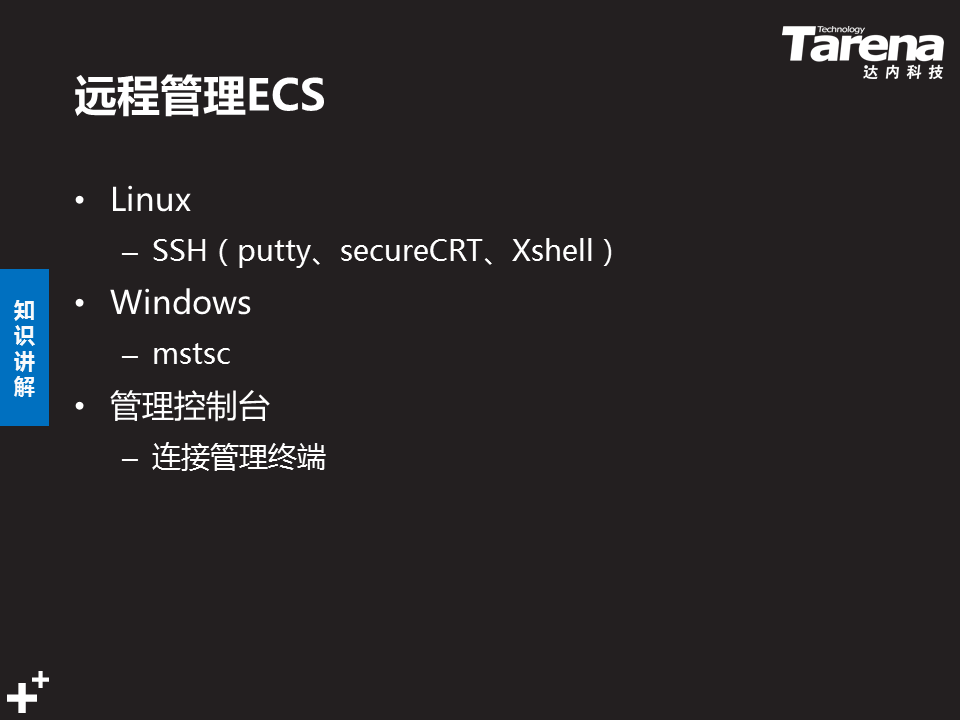 Technology
Tarena
达内科技
远程管理ECS
• Linux
– SSH（putty、secureCRT、Xshell）
• Windows
– mstsc
• 管理控制台
– 连接管理终端
知识讲解